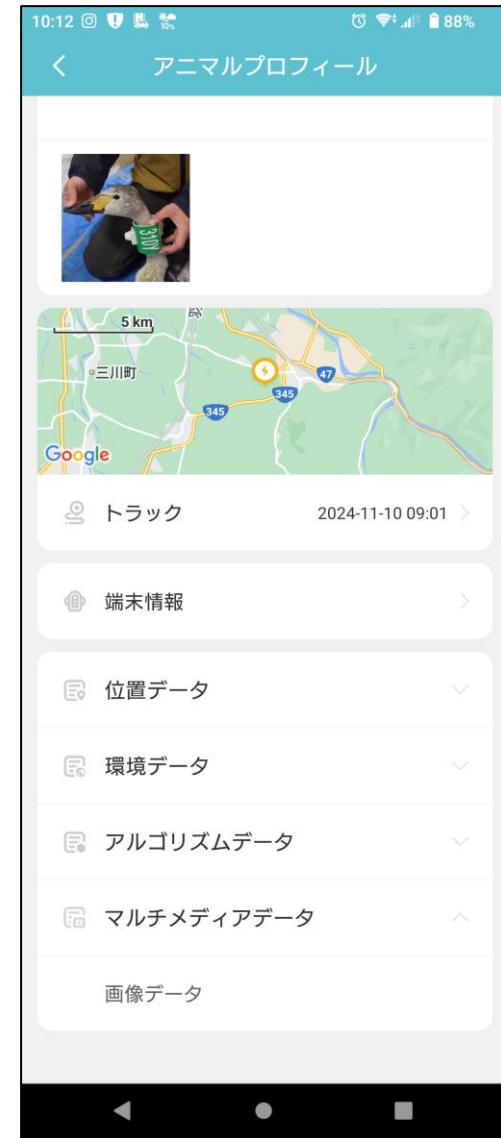 10:12
10%
88%
アニマルプロフィール
310Y
5 km
三川町
47
345
345
Google
トラック 2024-11-10 09:01
端末情報
位置データ
環境データ
アルゴリズムデータ
マルチメディアデータ
画像データ